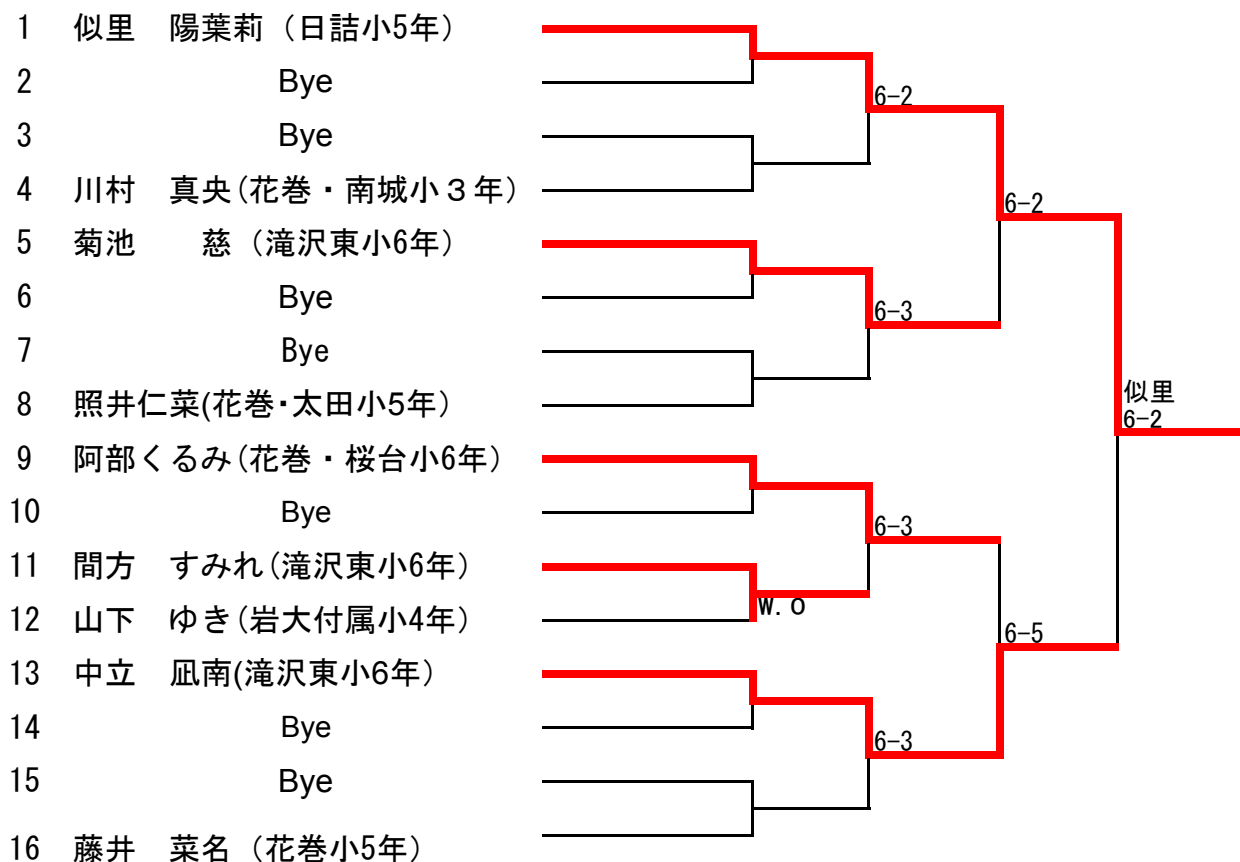 1 似里　陽葉莉（日詰小5年）
2 Bye
6-2
3 Bye
4 川村　真央(花巻・南城小３年)
6-2
5 菊池　　慈（滝沢東小6年）
6 Bye
6-3
7 Bye
8 照井仁菜(花巻･太田小5年）
似里
6-2
9 阿部くるみ(花巻・桜台小6年)
10 Bye
6-3
11 間方　すみれ(滝沢東小6年)
12 山下　ゆき(岩大付属小4年)
W.O
6-5
13 中立　凪南(滝沢東小6年)
14 Bye
6-3
15 Bye
16 藤井　菜名（花巻小5年）